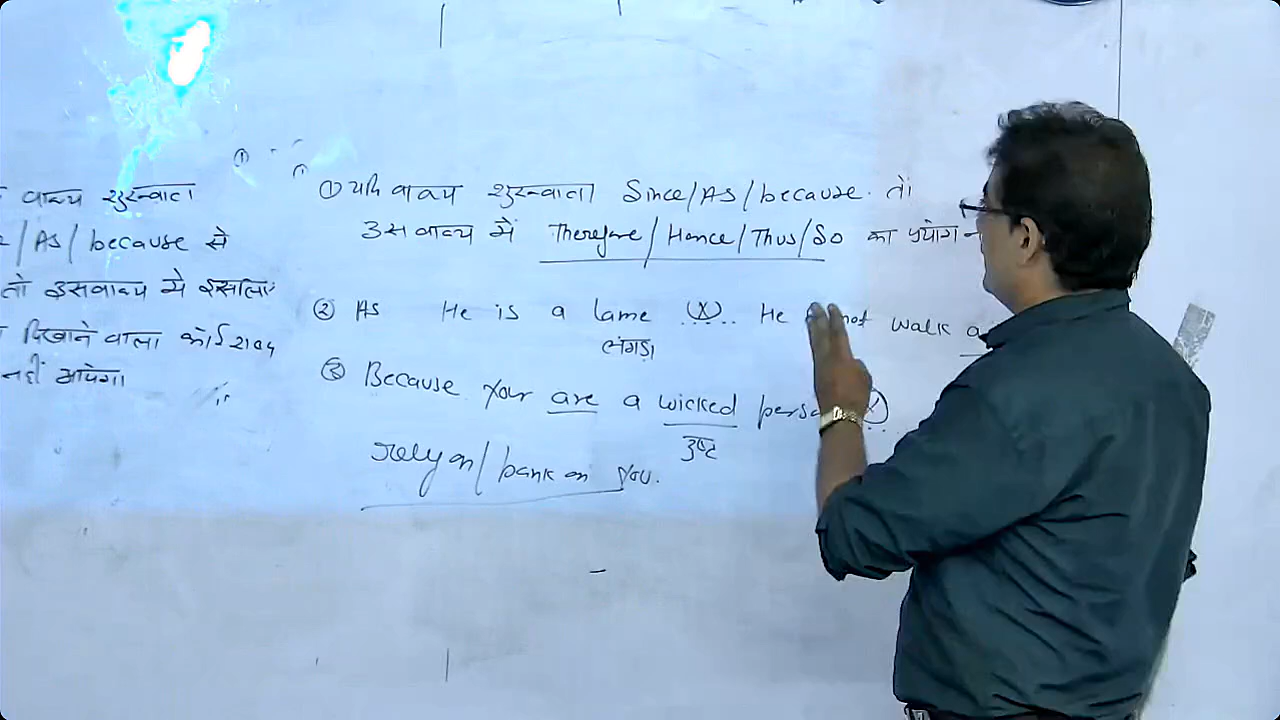 वाक्य शुरुवात
/As/because से
तो इसवाक्य मे इसलिए
दिखाने वाला कोई शब्द
नहीं आयेगा
①
① यदि वाक्य शुरुवात Since/As/because. तो
उस वाक्य में Therefore/Hence/Thus/So का प्रयोग न
② As He is a lame (X).. He not walk a
लंगड़ा
③ Because your are a wicked perso
दुष्ट
rely on/bank on you.